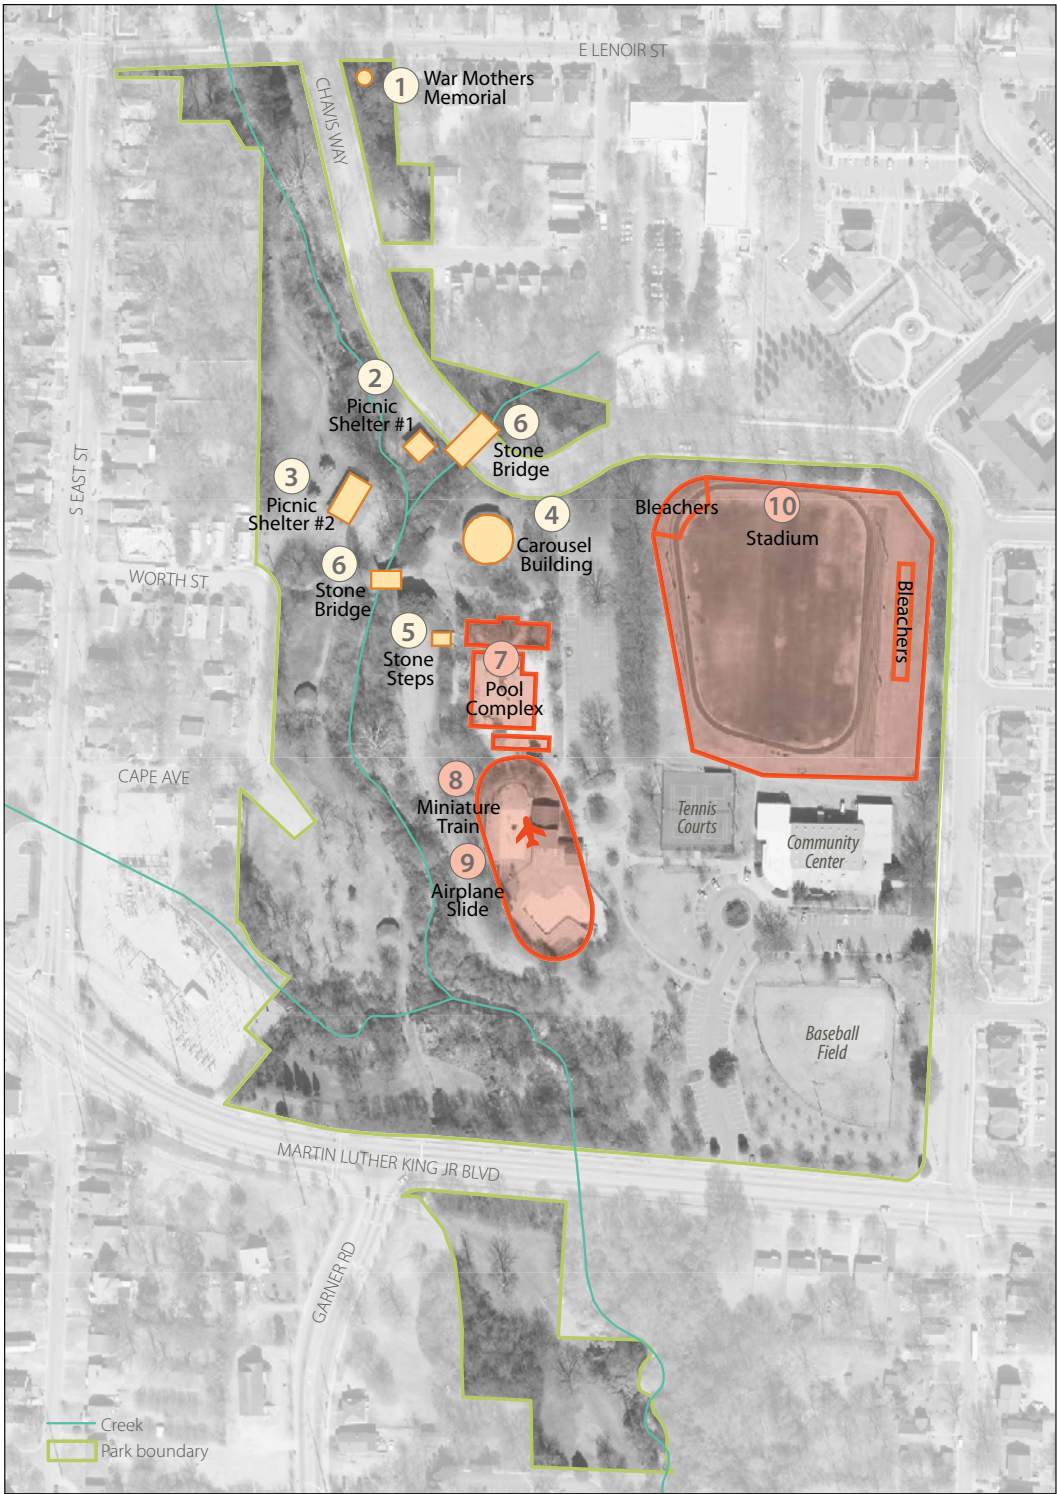 E LENOIR ST
CHAVIS WAY
1
War Mothers
Memorial
2
Picnic
Shelter #1
6
Stone
Bridge
3
Picnic
Shelter #2
S EAST ST
4
Carousel
Building
Bleachers
10
Stadium
Bleachers
WORTH ST
6
Stone
Bridge
5
Stone
Steps
7
Pool
Complex
CAPE AVE
8
Miniature
Train
9
Airplane
Slide
Tennis
Courts
Community
Center
Baseball
Field
MARTIN LUTHER KING JR BLVD
GARNER RD
Creek
Park boundary